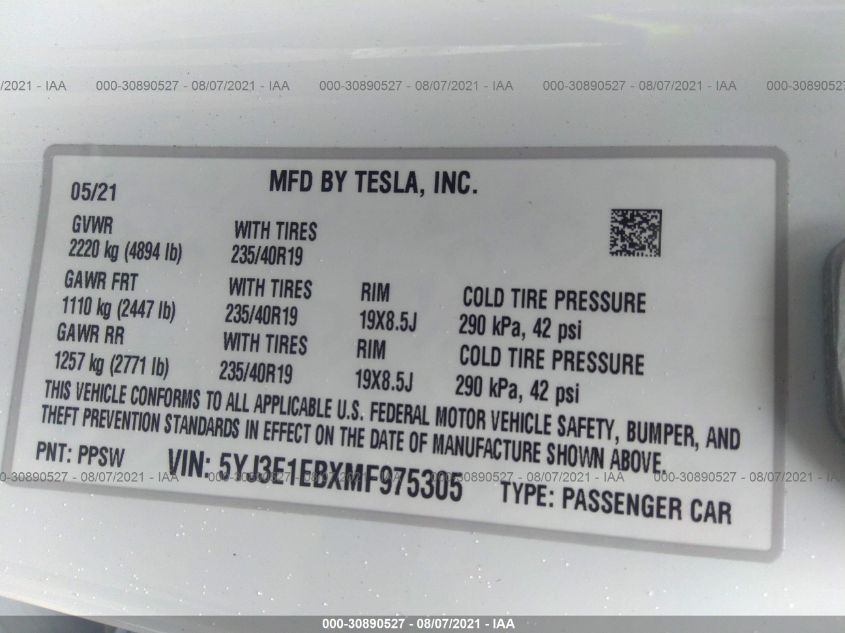 /2021 - IAA 000-30890527 - 08/07/2021 - IAA 000-30890527 - 08/07/2021 - IAA 000-30890527 - 08/07/2021 - IAA 000-3089
MFD BY TESLA, INC.
05/21
GVWR WITH TIRES
2220 kg (4894 lb) 235/40R19
GAWR FRT WITH TIRES RIM COLD TIRE PRESSURE
1110 kg (2447 lb) 235/40R19 19X8.5J 290 kPa, 42 psi
GAWR RR WITH TIRES RIM COLD TIRE PRESSURE
1257 kg (2771 lb) 235/40R19 19X8.5J 290 kPa, 42 psi
THIS VEHICLE CONFORMS TO ALL APPLICABLE U.S. FEDERAL MOTOR VEHICLE SAFETY, BUMPER, AND
THEFT PREVENTION STANDARDS IN EFFECT ON THE DATE OF MANUFACTURE SHOWN ABOVE.
PNT: PPSW VIN: 5YJ3E1EBXMF975305 TYPE: PASSENGER CAR
000-30890527 - 08/07/2021 - IAA